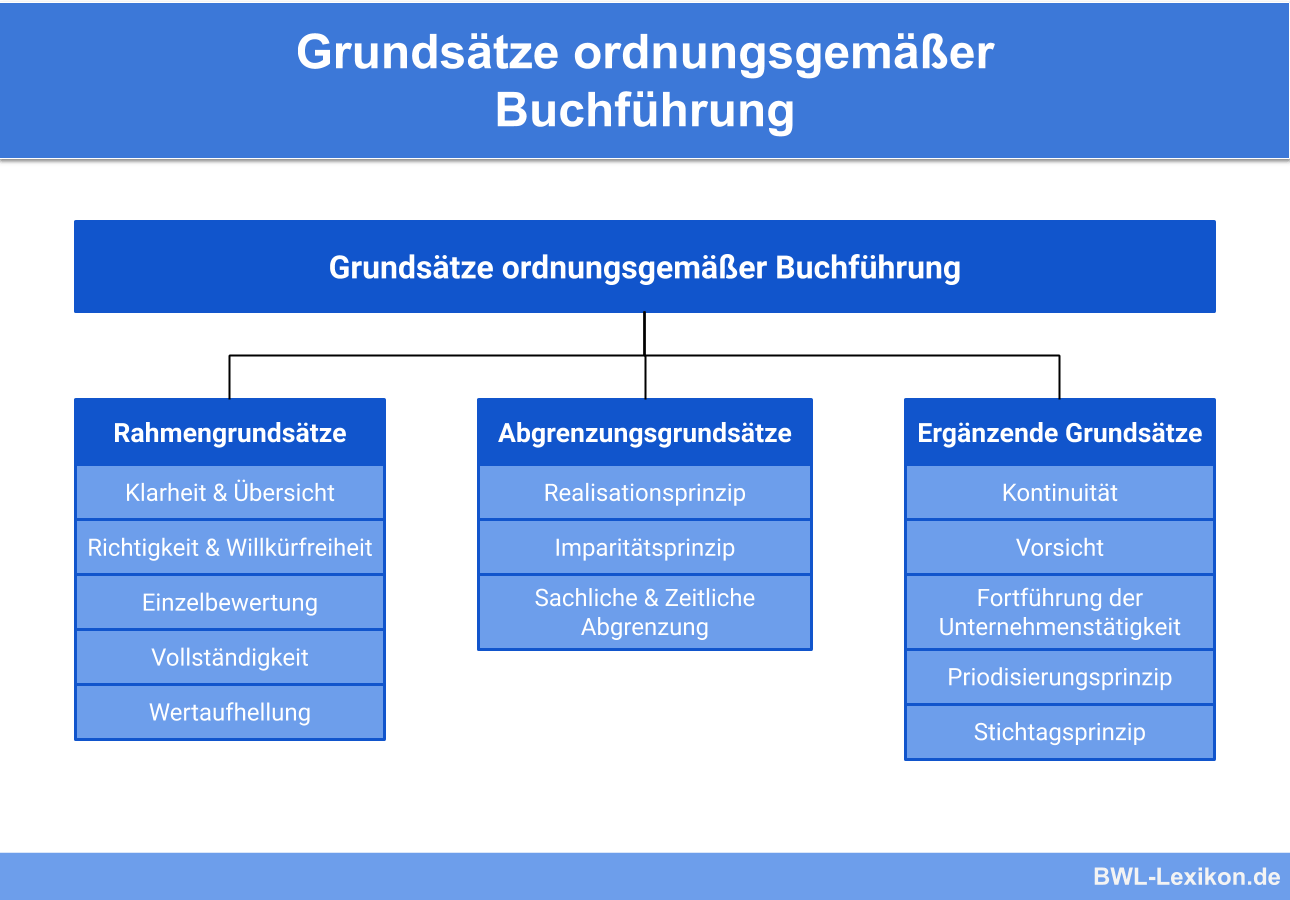 Grundsätze ordnungsgemäßer
Buchführung
Grundsätze ordnungsgemäßer Buchführung
Rahmengrundsätze
Klarheit & Übersicht
Richtigkeit & Willkürfreiheit
Einzelbewertung
Vollständigkeit
Wertaufhellung
Abgrenzungsgrundsätze
Realisationsprinzip
Imparitätsprinzip
Sachliche & Zeitliche
Abgrenzung
Ergänzende Grundsätze
Kontinuität
Vorsicht
Fortführung der
Unternehmenstätigkeit
Priodisierungsprinzip
Stichtagsprinzip
BWL-Lexikon.de